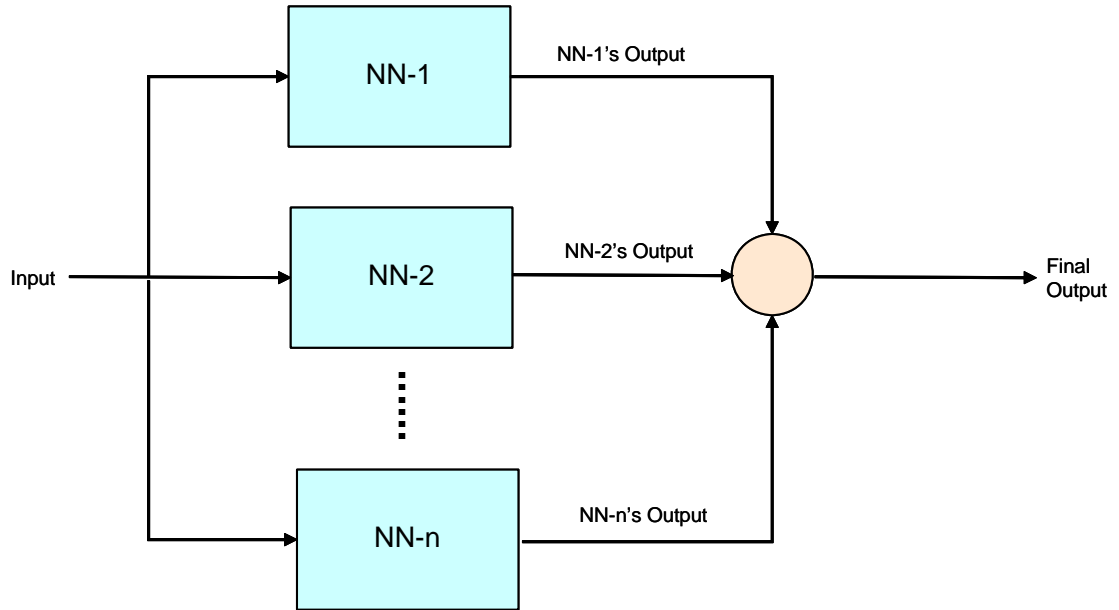 NN-1's Output
NN-1
NN-2's Output
Input
NN-2
Final
Output
NN-n's Output
NN-n